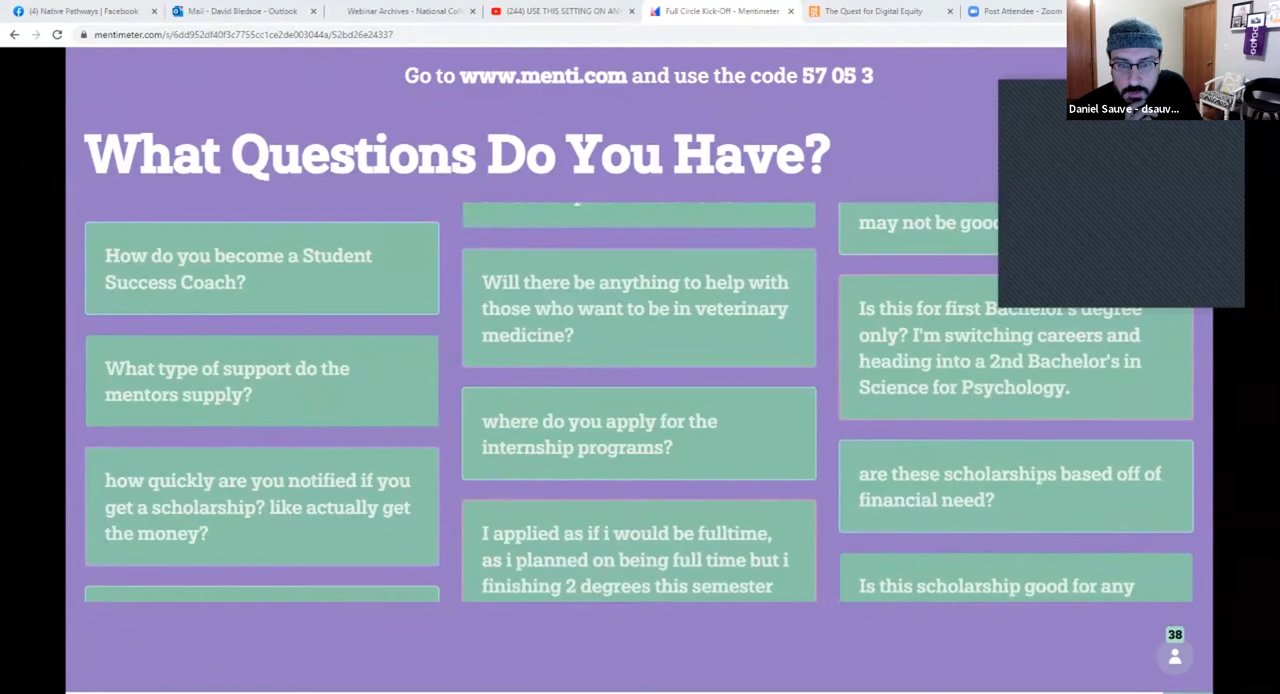 (4) Native Pathways | Facebook
Mail - David Bledsoe - Outlook
Webinar Archives - National Coll
(244) USE THIS SETTING ON AN
Full Circle Kick-Off - Mentimeter
The Quest for Digital Equity
Post Attendee - Zoom
mentimeter.com/s/6dd952df40f3c7755cc1ce2de003044a/52bd26e24337
Daniel Sauve - dsauv...
Go to www.menti.com and use the code 57 05 3
What Questions Do You Have?
How do you become a Student
Success Coach?
What type of support do the
mentors supply?
how quickly are you notified if you
get a scholarship? like actually get
the money?
Will there be anything to help with
those who want to be in veterinary
medicine?
where do you apply for the
internship programs?
I applied as if i would be fulltime,
as i planned on being full time but i
finishing 2 degrees this semester
may not be good
Is this for first Bachelor's degree
only? I'm switching careers and
heading into a 2nd Bachelor's in
Science for Psychology.
are these scholarships based off of
financial need?
Is this scholarship good for any
38